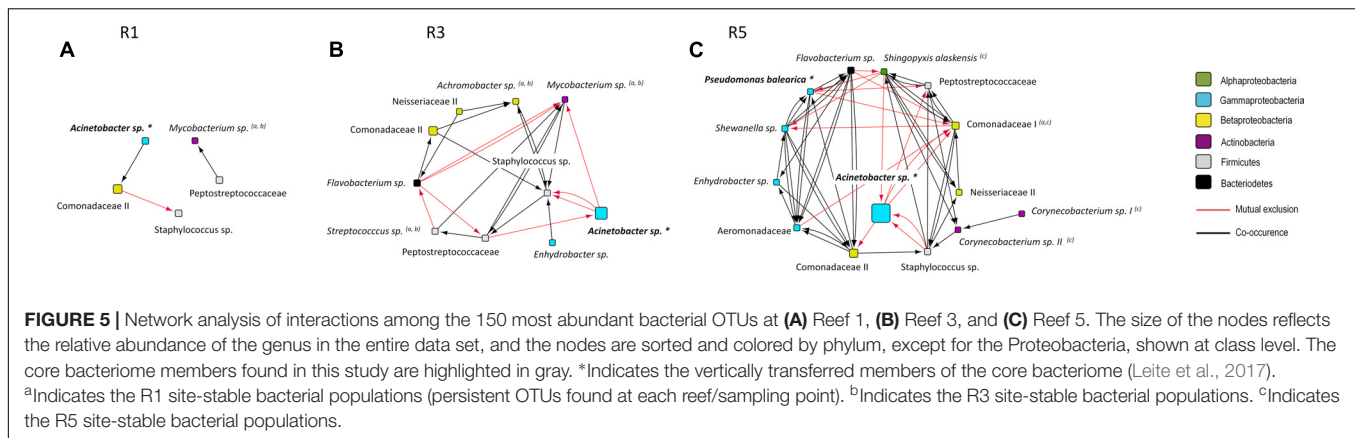 R1
R3
R5
A
B
C
Acinetobacter sp. *
Mycobacterium sp. (a, b)
Comonadaceae II
Peptostreptococcaceae
Staphylococcus sp.
Achromobacter sp. (a, b)
Mycobacterium sp. (a, b)
Neisseriaceae II
Comonadaceae II
Staphylococcus sp.
Flavobacterium sp.
Streptococccus sp. (a, b)
Acinetobacter sp. *
Peptostreptococcaceae
Enhydrobacter sp.
Flavobacterium sp.
Shingopyxis alaskensis (c)
Pseudomonas balearica *
Peptostreptococcaceae
Shewanella sp.
Comonadaceae I (a,c)
Acinetobacter sp. *
Enhydrobacter sp.
Neisseriaceae II
Corynecobacterium sp. I (c)
Aeromonadaceae
Corynecobacterium sp. II (c)
Comonadaceae II
Staphylococcus sp.
Alphaproteobacteria
Gammaproteobacteria
Betaproteobacteria
Actinobacteria
Firmicutes
Bacteriodetes
Mutual exclusion
Co-occurence
FIGURE 5 | Network analysis of interactions among the 150 most abundant bacterial OTUs at (A) Reef 1, (B) Reef 3, and (C) Reef 5. The size of the nodes reflects
the relative abundance of the genus in the entire data set, and the nodes are sorted and colored by phylum, except for the Proteobacteria, shown at class level. The
core bacteriome members found in this study are highlighted in gray. *Indicates the vertically transferred members of the core bacteriome (Leite et al., 2017).
aIndicates the R1 site-stable bacterial populations (persistent OTUs found at each reef/sampling point). bIndicates the R3 site-stable bacterial populations. cIndicates
the R5 site-stable bacterial populations.